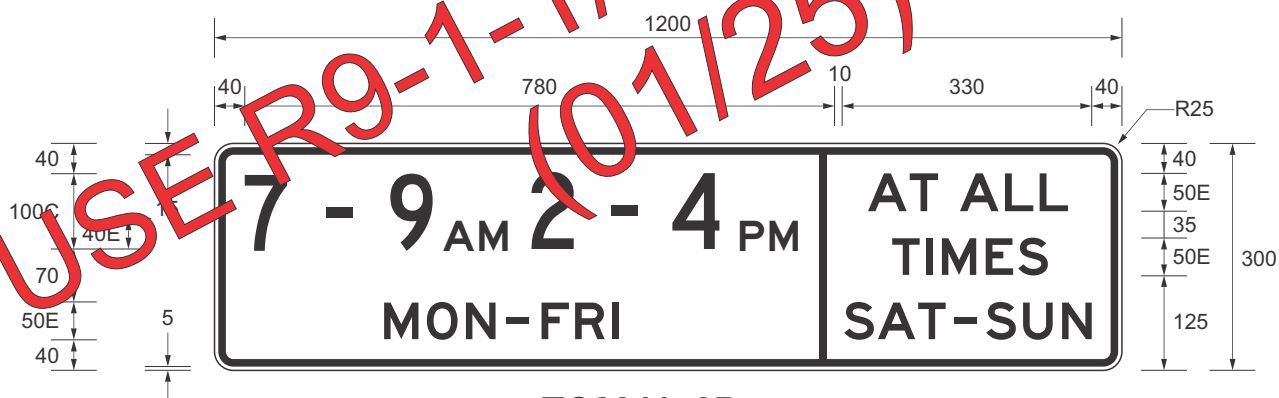 1200
40 780 10 330 40
R25
USE R9-1-1
(01/25)
40
100C
15
40E
70
50E
40
5
7 - 9 AM 2 - 4 PM
MON-FRI
AT ALL
TIMES
SAT-SUN
40
50E
35
50E
125
300